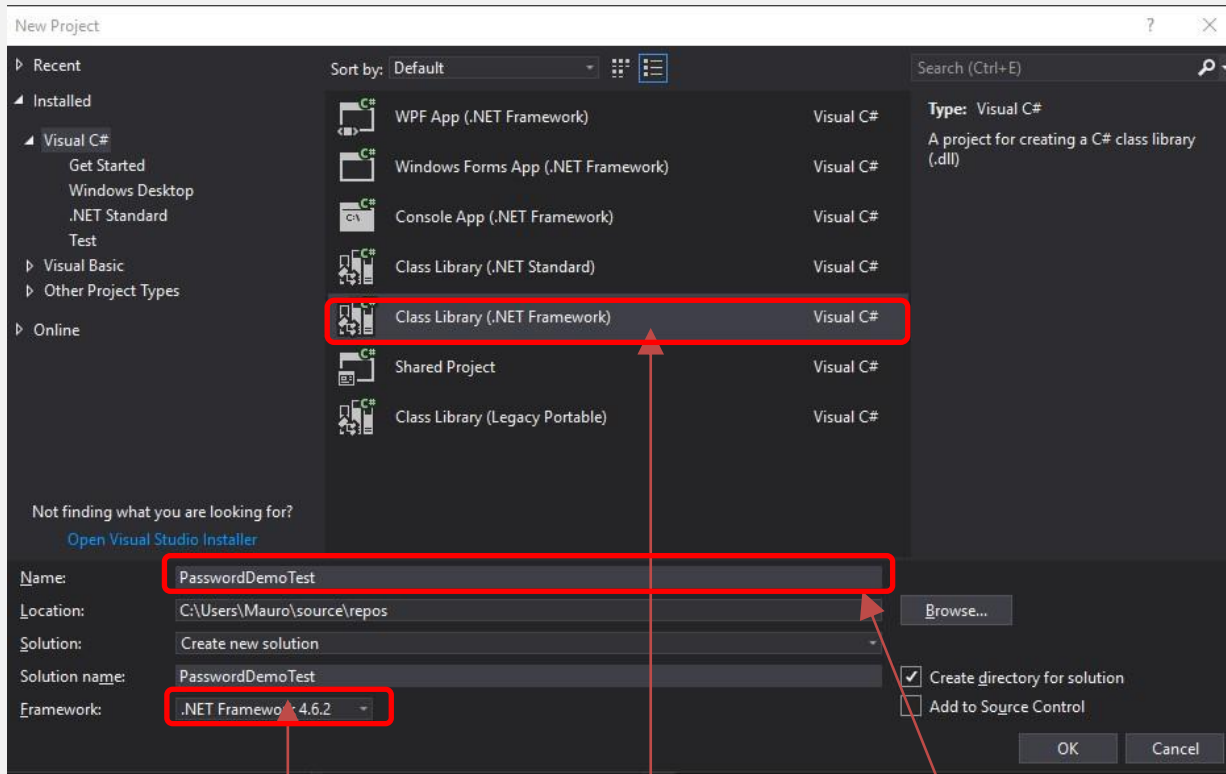 New Project
?
Recent
Installed
Visual C#
Get Started
Windows Desktop
.NET Standard
Test
Visual Basic
Other Project Types
Online
Not finding what you are looking for?
Open Visual Studio Installer
Sort by: Default
WPF App (.NET Framework) Visual C#
Windows Forms App (.NET Framework) Visual C#
Console App (.NET Framework) Visual C#
Class Library (.NET Standard) Visual C#
Class Library (.NET Framework) Visual C#
Shared Project Visual C#
Class Library (Legacy Portable) Visual C#
Search (Ctrl+E)
Type: Visual C#
A project for creating a C# class library
(.dll)
Name: PasswordDemoTest
Location: C:\Users\Mauro\source\repos
Browse...
Solution: Create new solution
Solution name: PasswordDemoTest
Create directory for solution
Framework: .NET Framework 4.6.2
Add to Source Control
OK Cancel